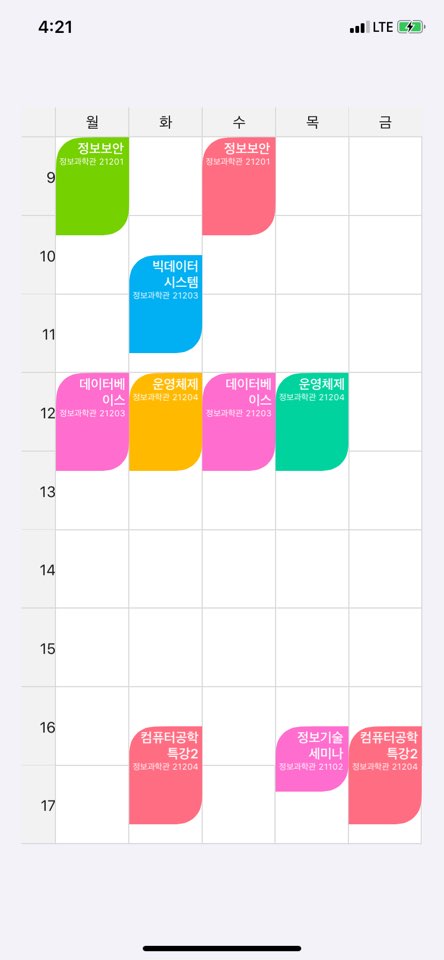 4:21
LTE
월 화 수 목 금
9
정보보안
정보과학관 21201
정보보안
정보과학관 21201
10
빅데이터
시스템
정보과학관 21203
11
12
데이터베
이스
정보과학관 21203
운영체제
정보과학관 21204
데이터베
이스
정보과학관 21203
운영체제
정보과학관 21204
13
14
15
16
컴퓨터공학
특강2
정보과학관 21204
정보기술
세미나
정보과학관 21102
컴퓨터공학
특강2
정보과학관 21204
17